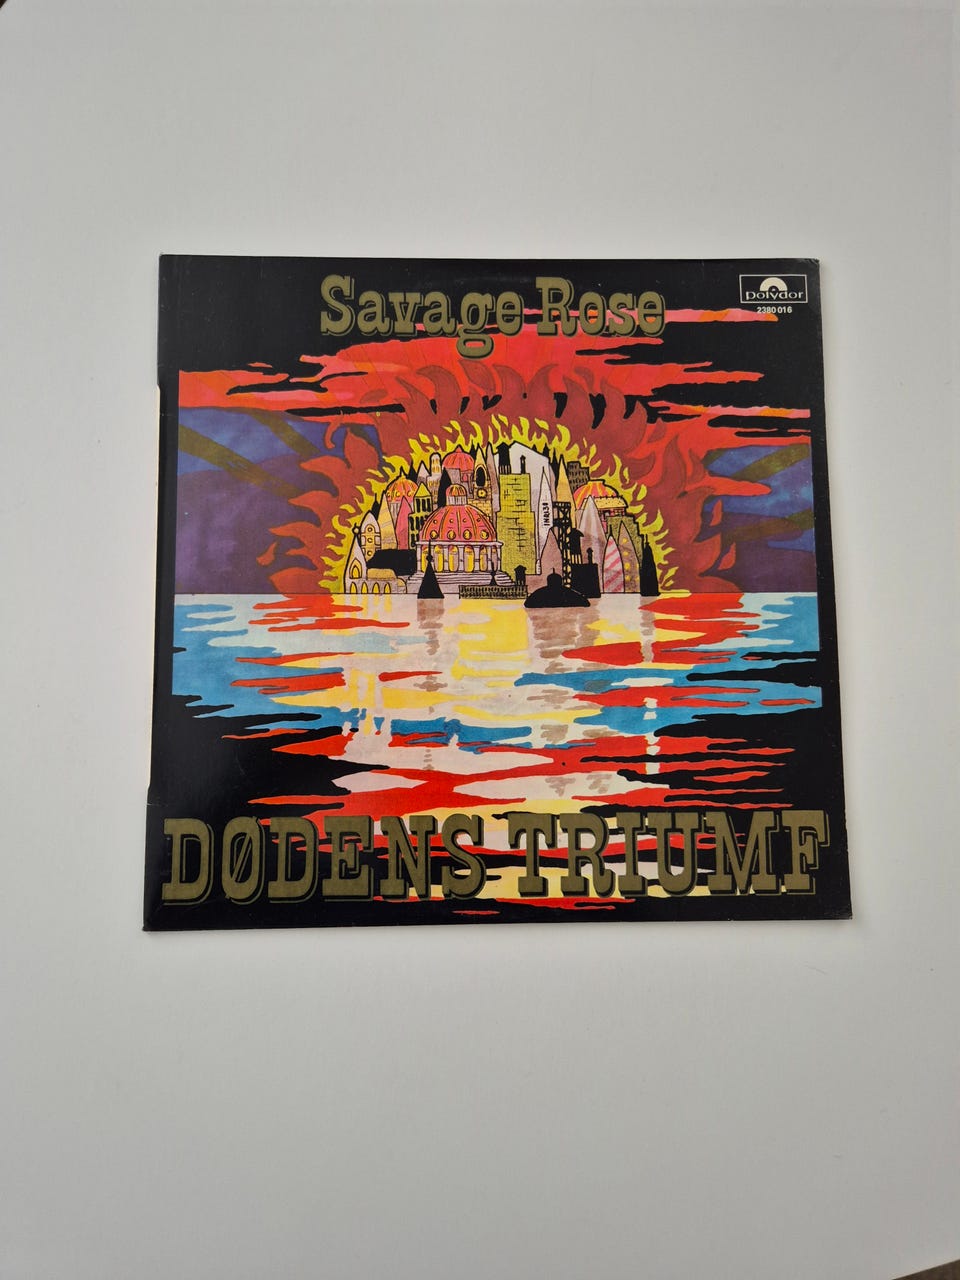 Savage Rose
polydor
2380 016
DØDENS TRIUMF